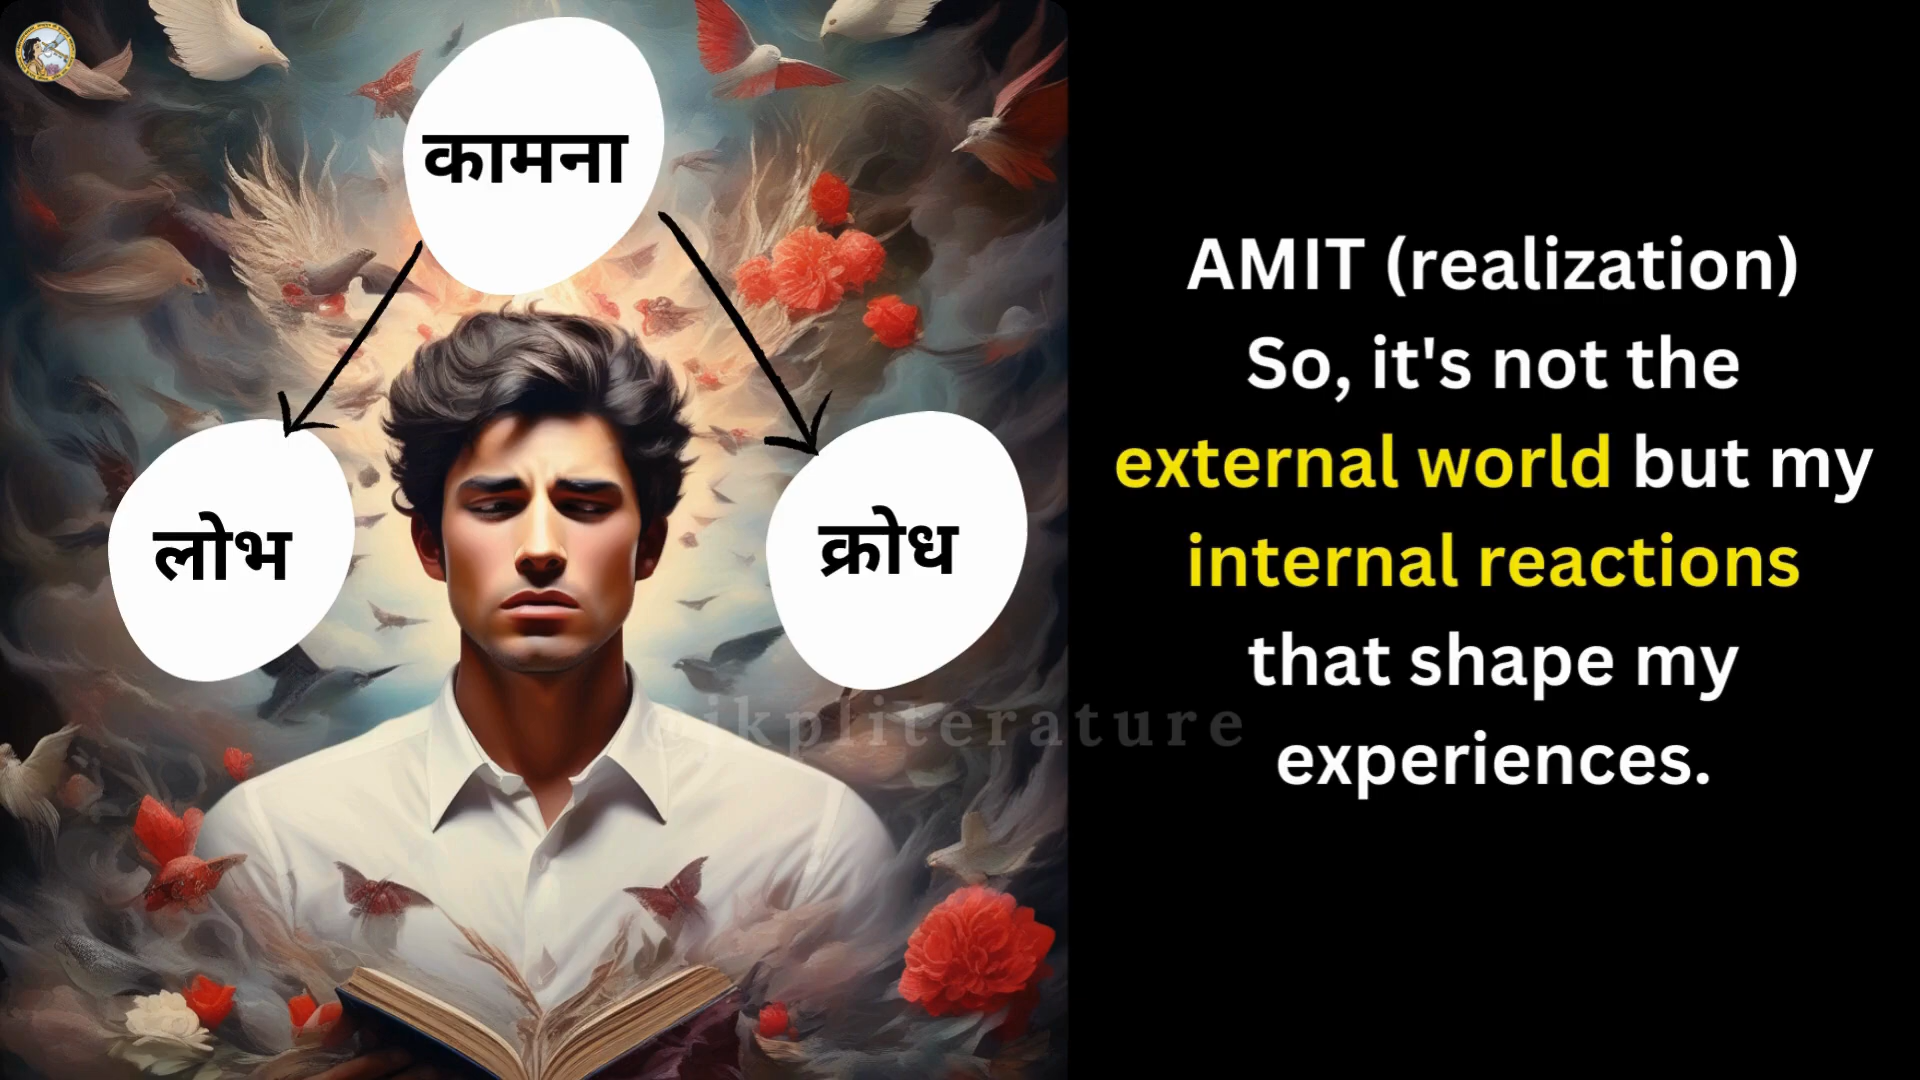 कामना
लोभ
क्रोध
AMIT (realization)
So, it's not the
external world but my
internal reactions
that shape my
experiences.
@jkpliterature